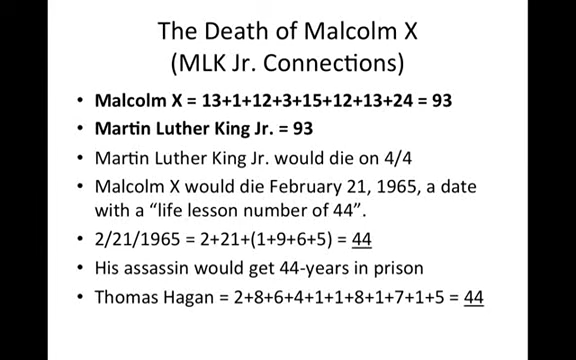 The Death of Malcolm X
(MLK Jr. Connections)
• Malcolm X = 13+1+12+3+15+12+13+24 = 93
• Martin Luther King Jr. = 93
• Martin Luther King Jr. would die on 4/4
• Malcolm X would die February 21, 1965, a date
with a “life lesson number of 44”.
• 2/21/1965 = 2+21+(1+9+6+5) = 44
• His assassin would get 44-years in prison
• Thomas Hagan = 2+8+6+4+1+1+8+1+7+1+5 = 44